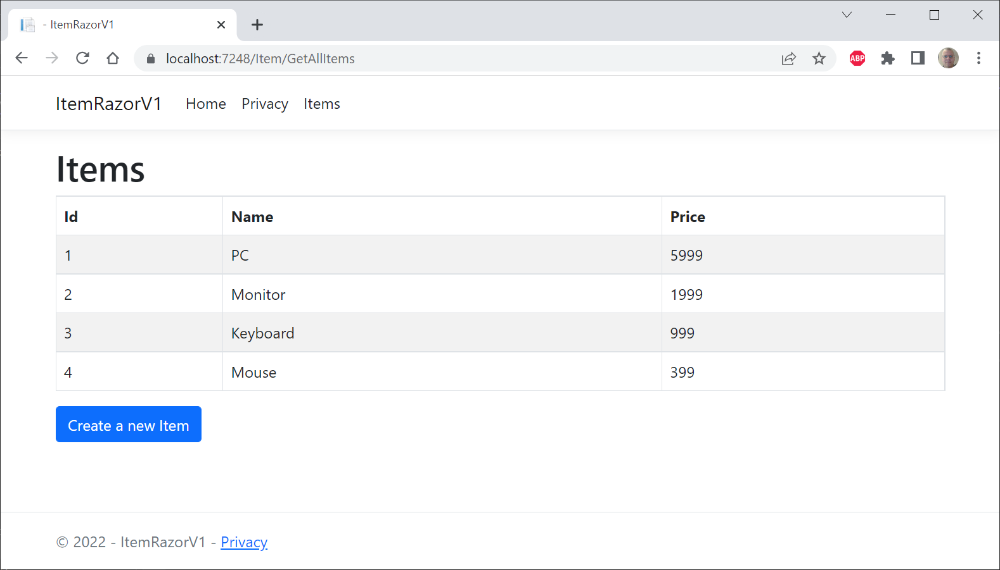 - ItemRazorV1
localhost:7248/Item/GetAllItems
ABP
ItemRazorV1 Home Privacy Items
Items
Id Name Price
1 PC 5999
2 Monitor 1999
3 Keyboard 999
4 Mouse 399
Create a new Item
© 2022 - ItemRazorV1 - Privacy